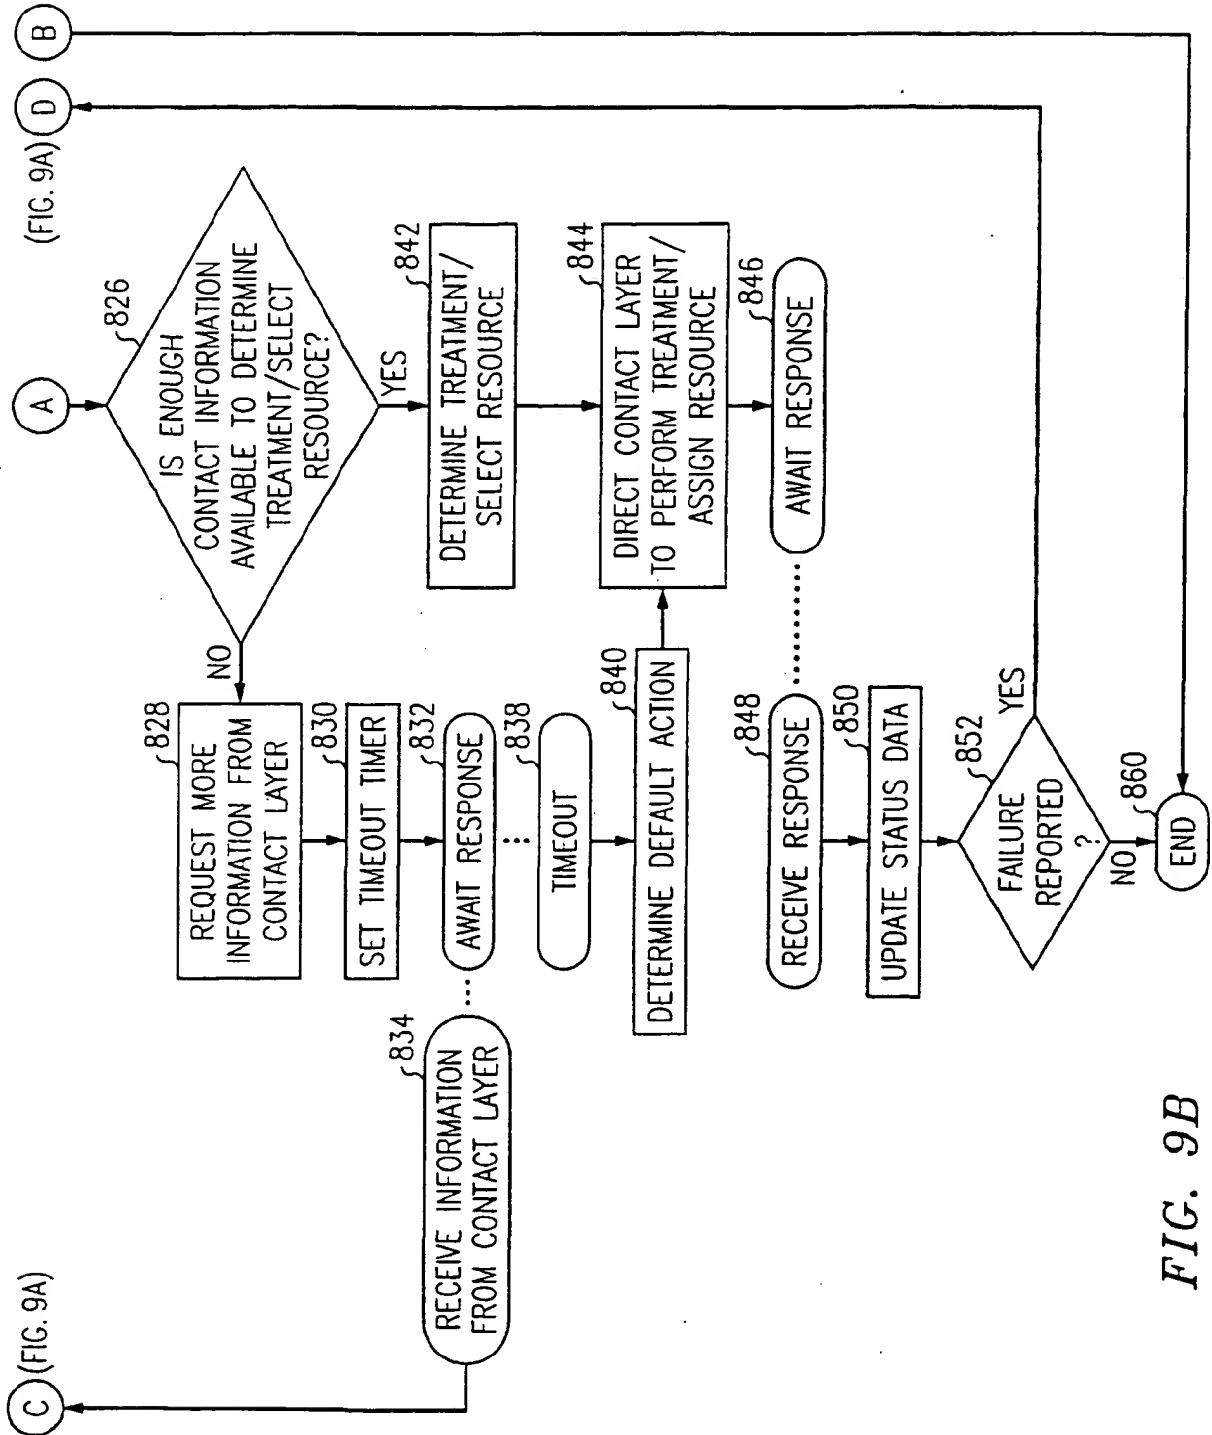 C
(FIG. 9A)
A
(FIG. 9A)
D
B
826
IS ENOUGH
CONTACT INFORMATION
AVAILABLE TO DETERMINE
TREATMENT/SELECT
RESOURCE?
NO
YES
828
REQUEST MORE
INFORMATION FROM
CONTACT LAYER
830
SET TIMEOUT TIMER
832
AWAIT RESPONSE
834
RECEIVE INFORMATION
FROM CONTACT LAYER
838
TIMEOUT
840
DETERMINE DEFAULT ACTION
842
DETERMINE TREATMENT/
SELECT RESOURCE
844
DIRECT CONTACT LAYER
TO PERFORM TREATMENT/
ASSIGN RESOURCE
846
AWAIT RESPONSE
848
RECEIVE RESPONSE
850
UPDATE STATUS DATA
852
FAILURE
REPORTED
?
YES
NO
860
END
FIG. 9B